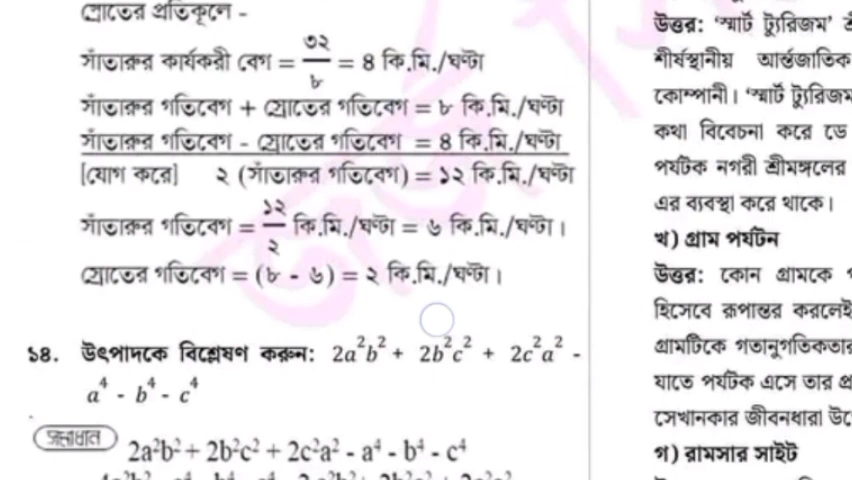 স্রোতের প্রতিকূলে -
সাঁতারুর কার্যকরী বেগ = ৩২/৮ = ৪ কি.মি./ঘণ্টা
সাঁতারুর গতিবেগ + স্রোতের গতিবেগ = ৮ কি.মি./ঘণ্টা
সাঁতারুর গতিবেগ - স্রোতের গতিবেগ = ৪ কি.মি./ঘণ্টা
[যোগ করে] ২ (সাঁতারুর গতিবেগ) = ১২ কি.মি./ঘণ্টা
সাঁতারুর গতিবেগ = ১২/২ কি.মি./ঘণ্টা = ৬ কি.মি./ঘণ্টা।
স্রোতের গতিবেগ = (৮ - ৬) = ২ কি.মি./ঘণ্টা।
১৪. উৎপাদকে বিশ্লেষণ করুন: 2a²b² + 2b²c² + 2c²a² -
a⁴ - b⁴ - c⁴
সমাধান
2a²b² + 2b²c² + 2c²a² - a⁴ - b⁴ - c⁴
উত্তর: ‘স্মার্ট ট্যুরিজম’
শীর্ষস্থানীয় আর্ন্তজাতিক
কোম্পানী। ‘স্মার্ট ট্যুরিজম
কথা বিবেচনা করে ডে
পর্যটক নগরী শ্রীমঙ্গলের
এর ব্যবস্থা করে থাকে।
খ) গ্রাম পর্যটন
উত্তর: কোন গ্রামকে
হিসেবে রূপান্তর করলেই
গ্রামটিকে গতানুগতিকতার
যাতে পর্যটক এসে তার
সেখানকার জীবনধারা
গ) রামসার সাইট